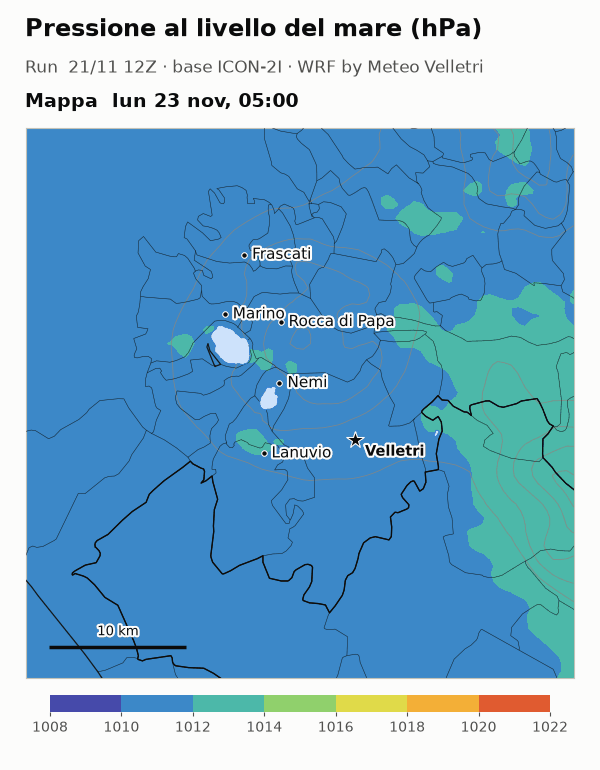 Pressione al livello del mare (hPa)
Run  21/11 12Z · base ICON-2I · WRF by Meteo Velletri
Mappa  lun 23 nov, 05:00
Frascati
Marino
Rocca di Papa
Nemi
Velletri
Lanuvio
10 km
1008 1010 1012 1014 1016 1018 1020 1022